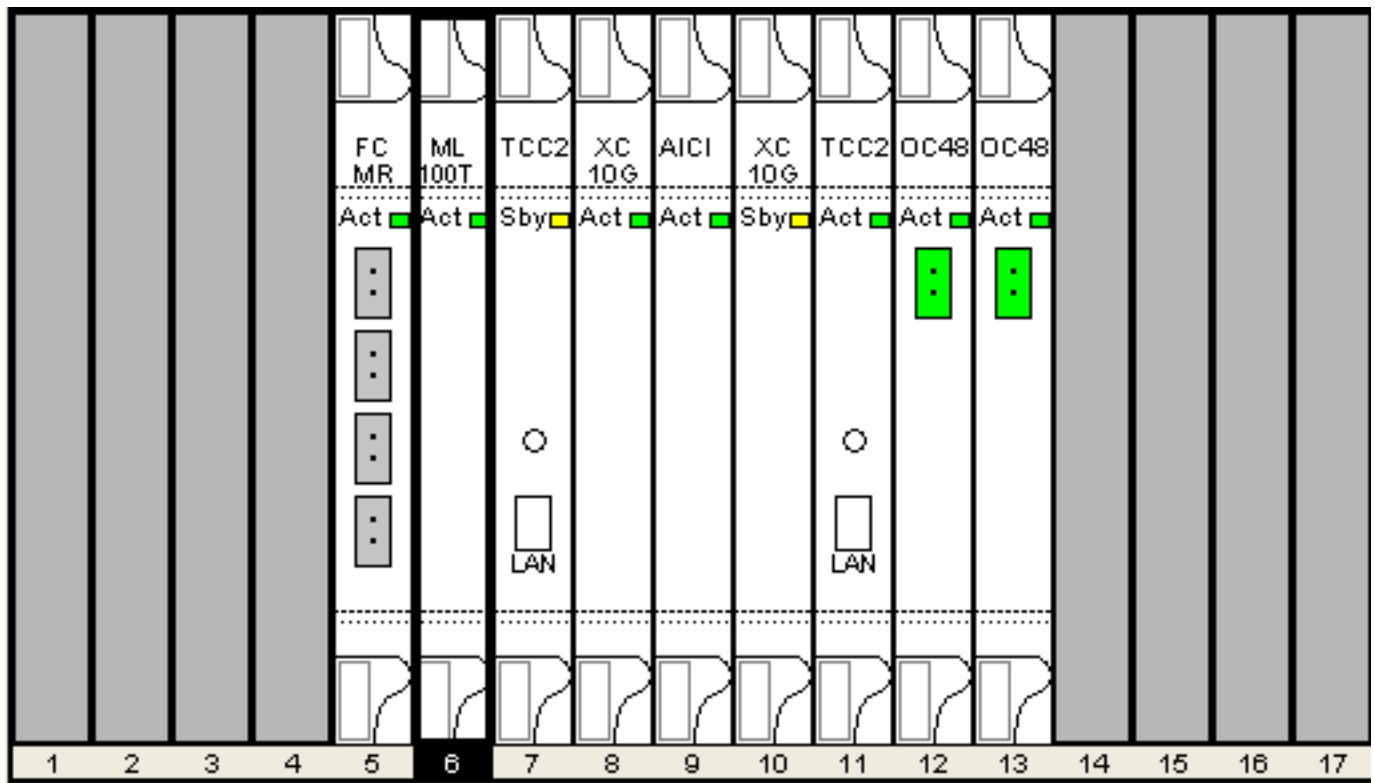 FC MR
ML 100T
TCC2
XC 10G
AICI
XC 10G
TCC2
OC48
OC48
Act
Act
Sby
Act
Act
Sby
Act
Act
Act
LAN
LAN
1 2 3 4 5 6 7 8 9 10 11 12 13 14 15 16 17